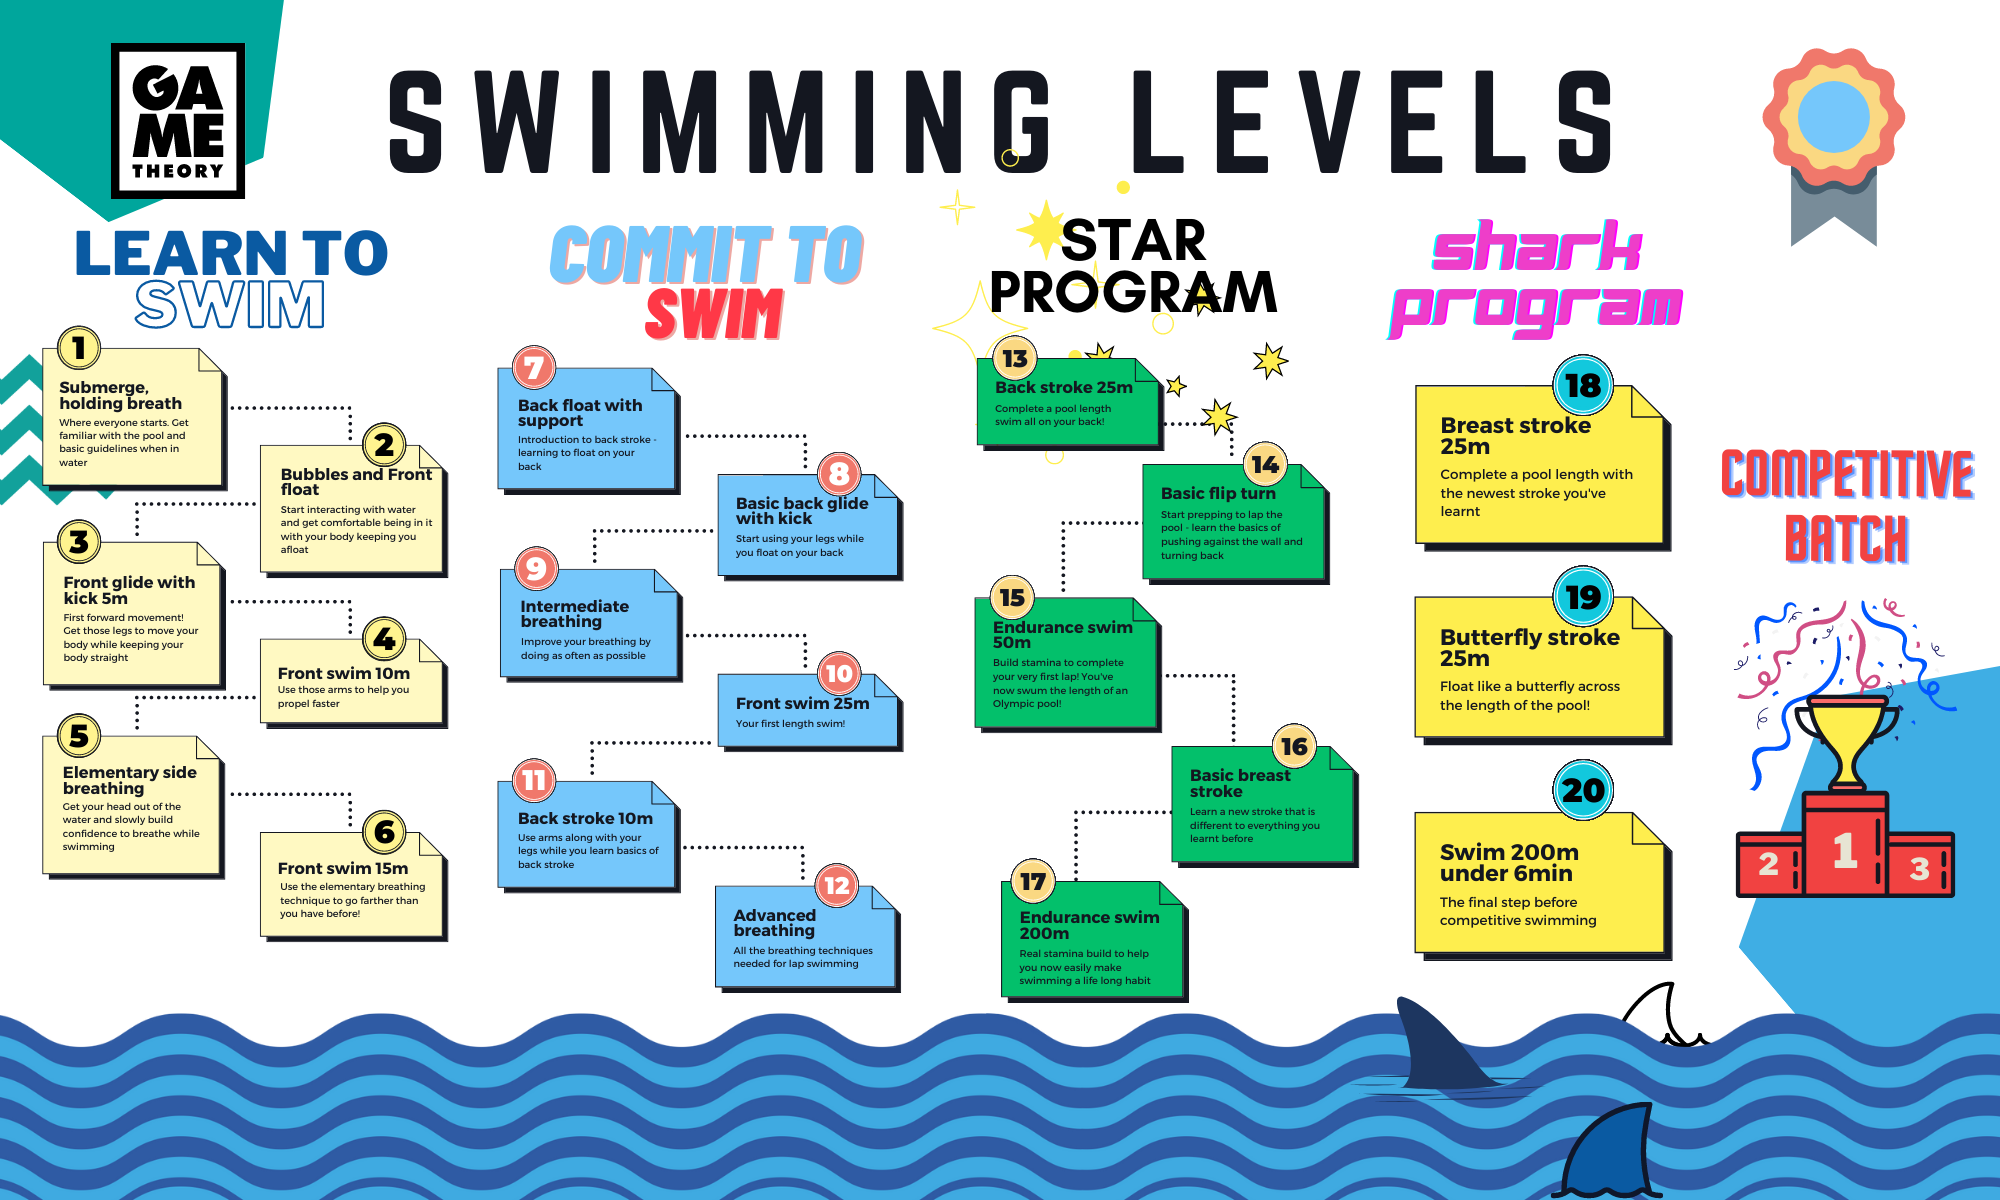 GA
ME
THEORY
SWIMMING LEVELS
LEARN TO
SWIM
1
Submerge,
holding breath
Where everyone starts. Get
familiar with the pool and
basic guidelines when in
water
2
Bubbles and Front
float
Start interacting with water
and get comfortable being in it
with your body keeping you
afloat
3
Front glide with
kick 5m
First forward movement!
Get those legs to move your
body while keeping your
body straight
4
Front swim 10m
Use those arms to help you
propel faster
5
Elementary side
breathing
Get your head out of the
water and slowly build
confidence to breathe while
swimming
6
Front swim 15m
Use the elementary breathing
technique to go farther than
you have before!
COMMIT TO
SWIM
7
Back float with
support
Introduction to back stroke -
learning to float on your
back
8
Basic back glide
with kick
Start using your legs while
you float on your back
9
Intermediate
breathing
Improve your breathing by
doing as often as possible
10
Front swim 25m
Your first length swim!
11
Back stroke 10m
Use arms along with your
legs while you learn basics of
back stroke
12
Advanced
breathing
All the breathing techniques
needed for lap swimming
STAR
PROGRAM
13
Back stroke 25m
Complete a pool length
swim all on your back!
14
Basic flip turn
Start prepping to lap the
pool - learn the basics of
pushing against the wall and
turning back
15
Endurance swim
50m
Build stamina to complete
your very first lap! You've
now swum the length of an
Olympic pool!
16
Basic breast
stroke
Learn a new stroke that is
different to everything you
learnt before
17
Endurance swim
200m
Real stamina build to help
you now easily make
swimming a life long habit
shark
program
18
Breast stroke
25m
Complete a pool length with
the newest stroke you've
learnt
19
Butterfly stroke
25m
Float like a butterfly across
the length of the pool!
20
Swim 200m
under 6min
The final step before
competitive swimming
COMPETITIVE
BATCH
2 1 3